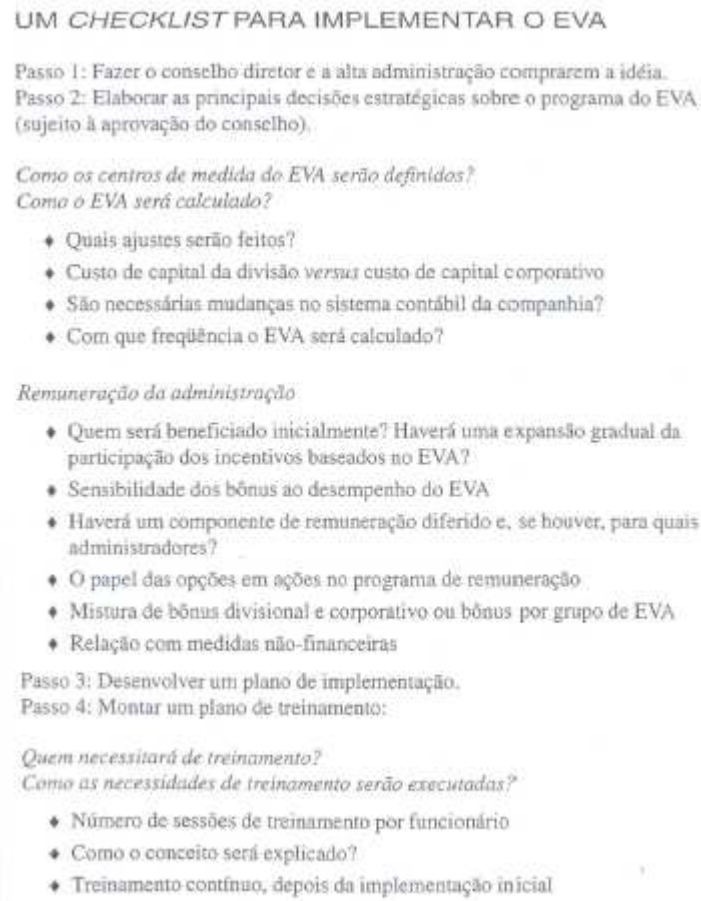 UM CHECKLIST PARA IMPLEMENTAR O EVA
Passo 1: Fazer o conselho diretor e a alta administração comprarem a idéia.
Passo 2: Elaborar as principais decisões estratégicas sobre o programa do EVA
(sujeito à aprovação do conselho).
Como os centros de medida do EVA serão definidos?
Como o EVA será calculado?
♦ Quais ajustes serão feitos?
♦ Custo de capital da divisão versus custo de capital corporativo
♦ São necessárias mudanças no sistema contábil da companhia?
♦ Com que freqüência o EVA será calculado?
Remuneração da administração
♦ Quem será beneficiado inicialmente? Haverá uma expansão gradual da
participação dos incentivos baseados no EVA?
♦ Sensibilidade dos bônus ao desempenho do EVA
♦ Haverá um componente de remuneração diferido e, se houver, para quais
administradores?
♦ O papel das opções em ações no programa de remuneração
♦ Mistura de bônus divisional e corporativo ou bônus por grupo de EVA
♦ Relação com medidas não-financeiras
Passo 3: Desenvolver um plano de implementação.
Passo 4: Montar um plano de treinamento:
Quem necessitará de treinamento?
Como as necessidades de treinamento serão executadas?
♦ Número de sessões de treinamento por funcionário
♦ Como o conceito será explicado?
♦ Treinamento contínuo, depois da implementação inicial